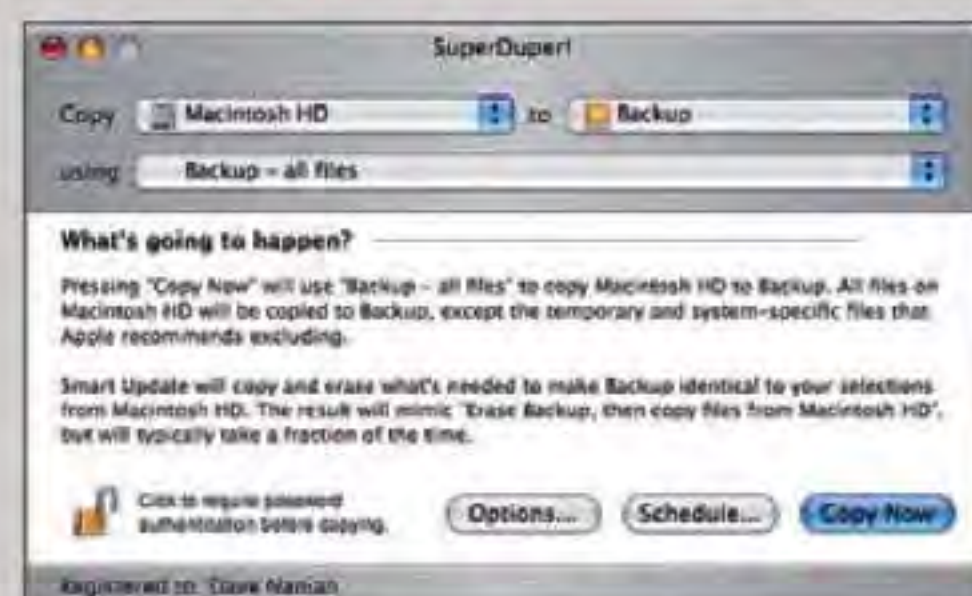 SuperDuper!
Copy Macintosh HD to Backup
using Backup - all files
What's going to happen?
Pressing "Copy Now" will use "Backup - all files" to copy Macintosh HD to Backup. All files on
Macintosh HD will be copied to Backup, except the temporary and system-specific files that
Apple recommends excluding.
Smart Update will copy and erase what's needed to make Backup identical to your selections
from Macintosh HD. The result will mimic "Erase Backup, then copy files from Macintosh HD",
but will typically take a fraction of the time.
Click to require password
authentication before copying.
Options...
Schedule...
Copy Now
Registered to: Dave Nanian